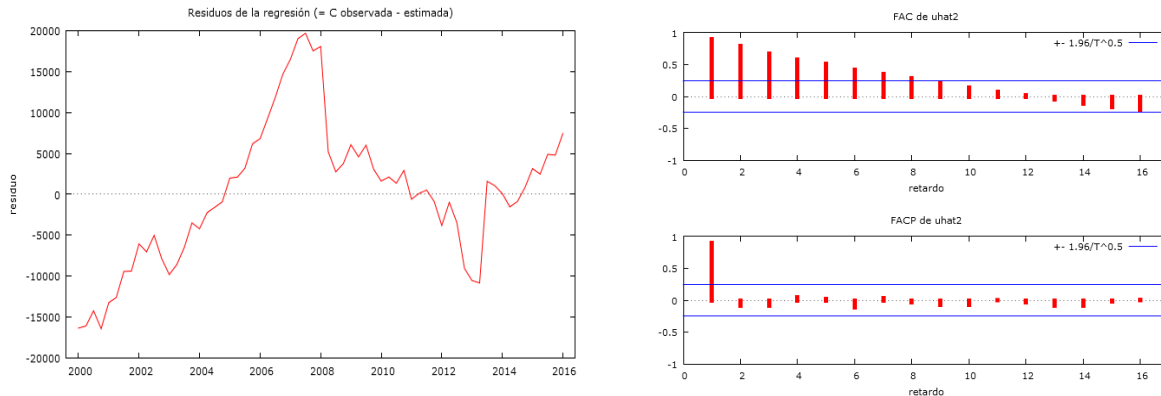 Residuos de la regresión (= C observada - estimada)
20000
15000
10000
5000
0
-5000
-10000
-15000
-20000
residuo
2000 2002 2004 2006 2008 2010 2012 2014 2016
FAC de uhat2
+- 1.96/T^0.5
1
0.5
0
-0.5
-1
0 2 4 6 8 10 12 14 16
retardo
FACP de uhat2
+- 1.96/T^0.5
1
0.5
0
-0.5
-1
0 2 4 6 8 10 12 14 16
retardo